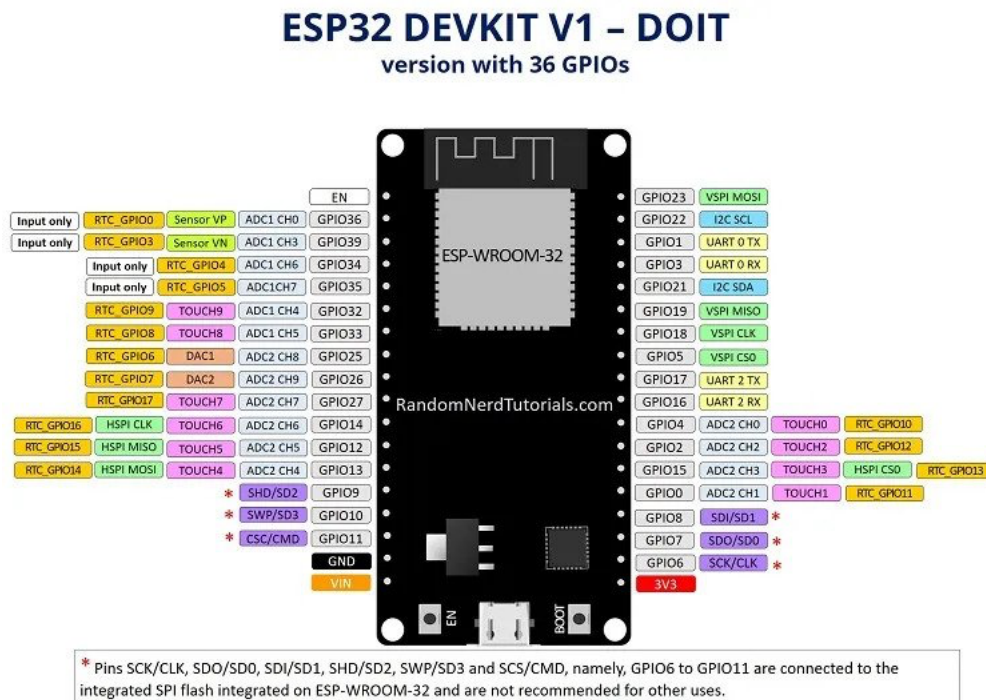 ESP32 DEVKIT V1 – DOIT
version with 36 GPIOs
EN
Input only RTC_GPIO0 Sensor VP ADC1 CH0 GPIO36
Input only RTC_GPIO3 Sensor VN ADC1 CH3 GPIO39
Input only RTC_GPIO4 ADC1 CH6 GPIO34
Input only RTC_GPIO5 ADC1CH7 GPIO35
RTC_GPIO9 TOUCH9 ADC1 CH4 GPIO32
RTC_GPIO8 TOUCH8 ADC1 CH5 GPIO33
RTC_GPIO6 DAC1 ADC2 CH8 GPIO25
RTC_GPIO7 DAC2 ADC2 CH9 GPIO26
RTC_GPIO17 TOUCH7 ADC2 CH7 GPIO27
RTC_GPIO16 HSPI CLK TOUCH6 ADC2 CH6 GPIO14
RTC_GPIO15 HSPI MISO TOUCH5 ADC2 CH5 GPIO12
RTC_GPIO14 HSPI MOSI TOUCH4 ADC2 CH4 GPIO13
* SHD/SD2 GPIO9
* SWP/SD3 GPIO10
* CSC/CMD GPIO11
GND
VIN
ESP-WROOM-32
RandomNerdTutorials.com
EN
BOOT
GPIO23 VSPI MOSI
GPIO22 I2C SCL
GPIO1 UART 0 TX
GPIO3 UART 0 RX
GPIO21 I2C SDA
GPIO19 VSPI MISO
GPIO18 VSPI CLK
GPIO5 VSPI CS0
GPIO17 UART 2 TX
GPIO16 UART 2 RX
GPIO4 ADC2 CH0 TOUCH0 RTC_GPIO10
GPIO2 ADC2 CH2 TOUCH2 RTC_GPIO12
GPIO15 ADC2 CH3 TOUCH3 HSPI CS0 RTC_GPIO13
GPIO0 ADC2 CH1 TOUCH1 RTC_GPIO11
GPIO8 SDI/SD1 *
GPIO7 SDO/SD0 *
GPIO6 SCK/CLK *
3V3
* Pins SCK/CLK, SDO/SD0, SDI/SD1, SHD/SD2, SWP/SD3 and SCS/CMD, namely, GPIO6 to GPIO11 are connected to the
integrated SPI flash integrated on ESP-WROOM-32 and are not recommended for other uses.